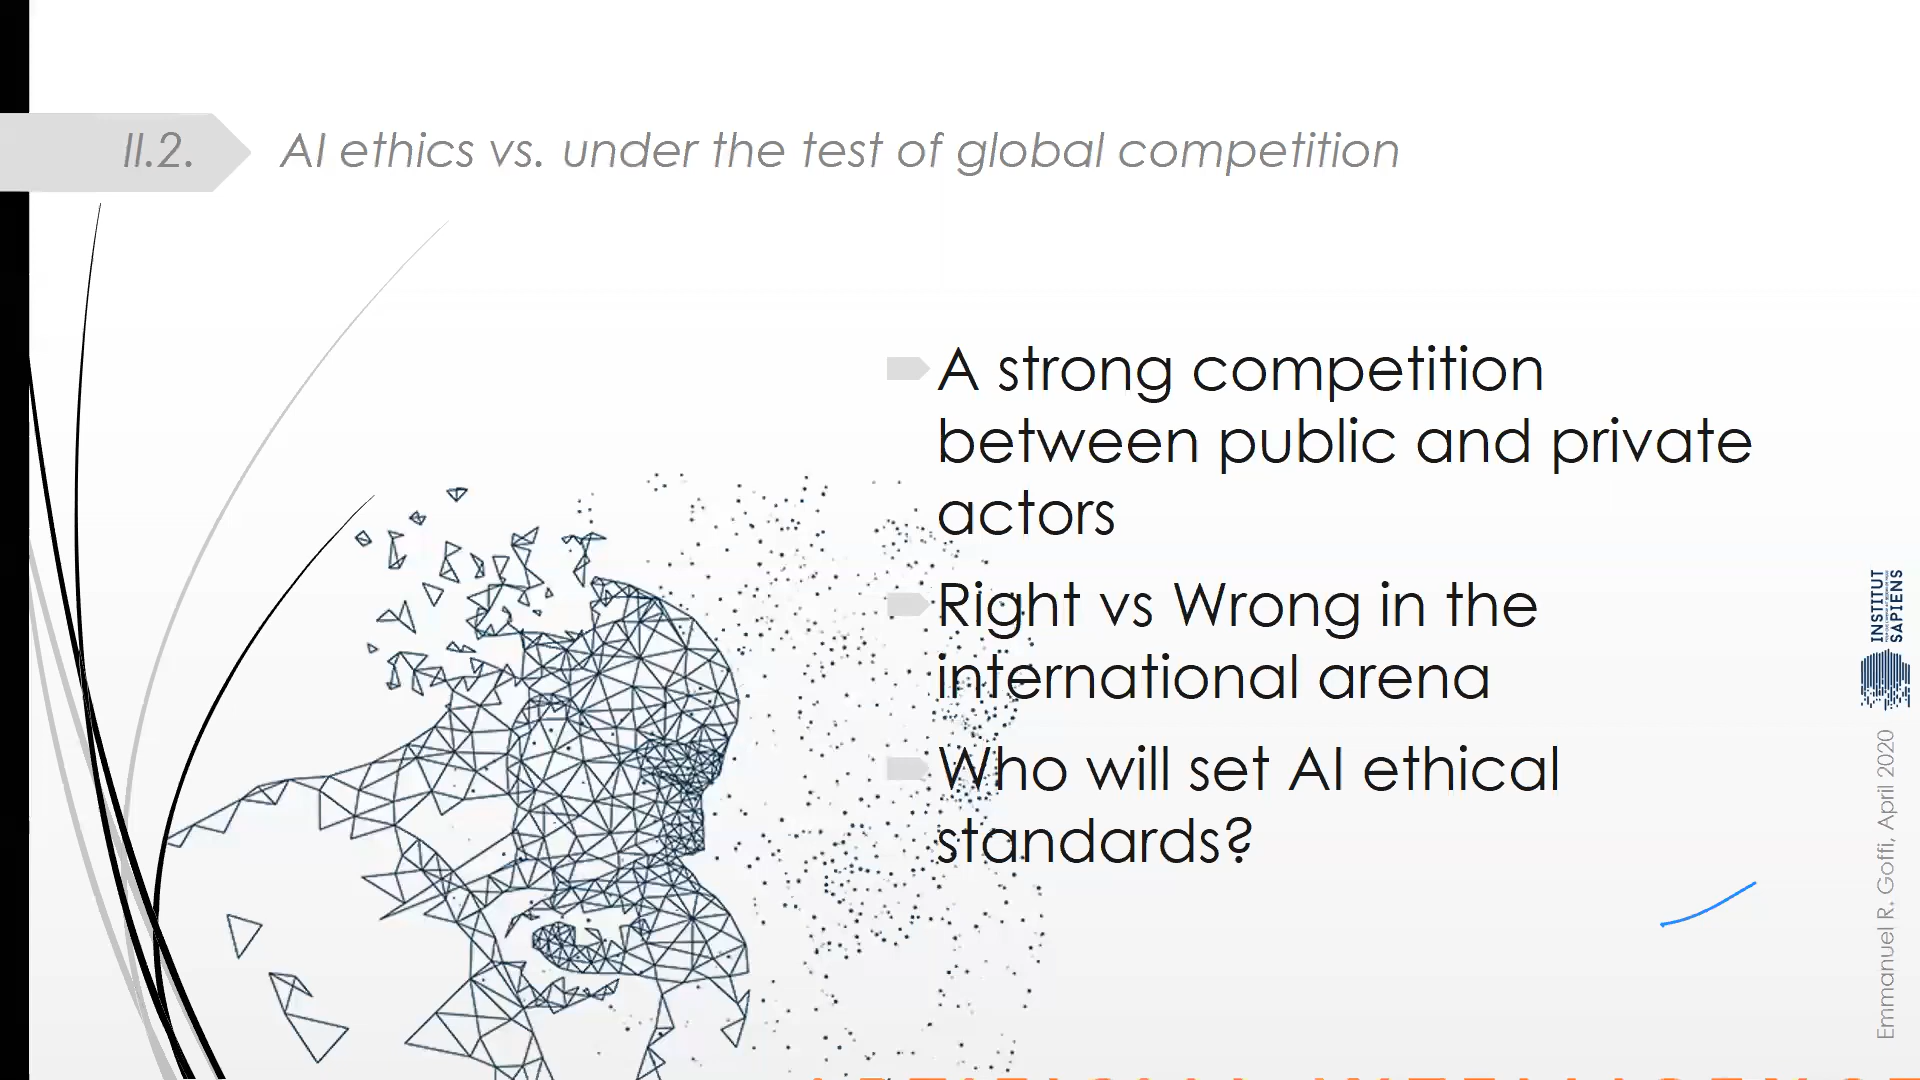 II.2.
AI ethics vs. under the test of global competition
A strong competition
between public and private
actors
Right vs Wrong in the
international arena
Who will set AI ethical
standards?
INSTITUT
SAPIENS
Emmanuel R. Goffi, April 2020